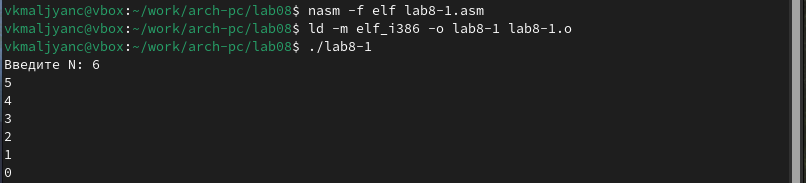 vkmaljyanc@vbox:~/work/arch-pc/lab08$ nasm -f elf lab8-1.asm
vkmaljyanc@vbox:~/work/arch-pc/lab08$ ld -m elf_i386 -o lab8-1 lab8-1.o
vkmaljyanc@vbox:~/work/arch-pc/lab08$ ./lab8-1
Введите N: 6
5
4
3
2
1
0